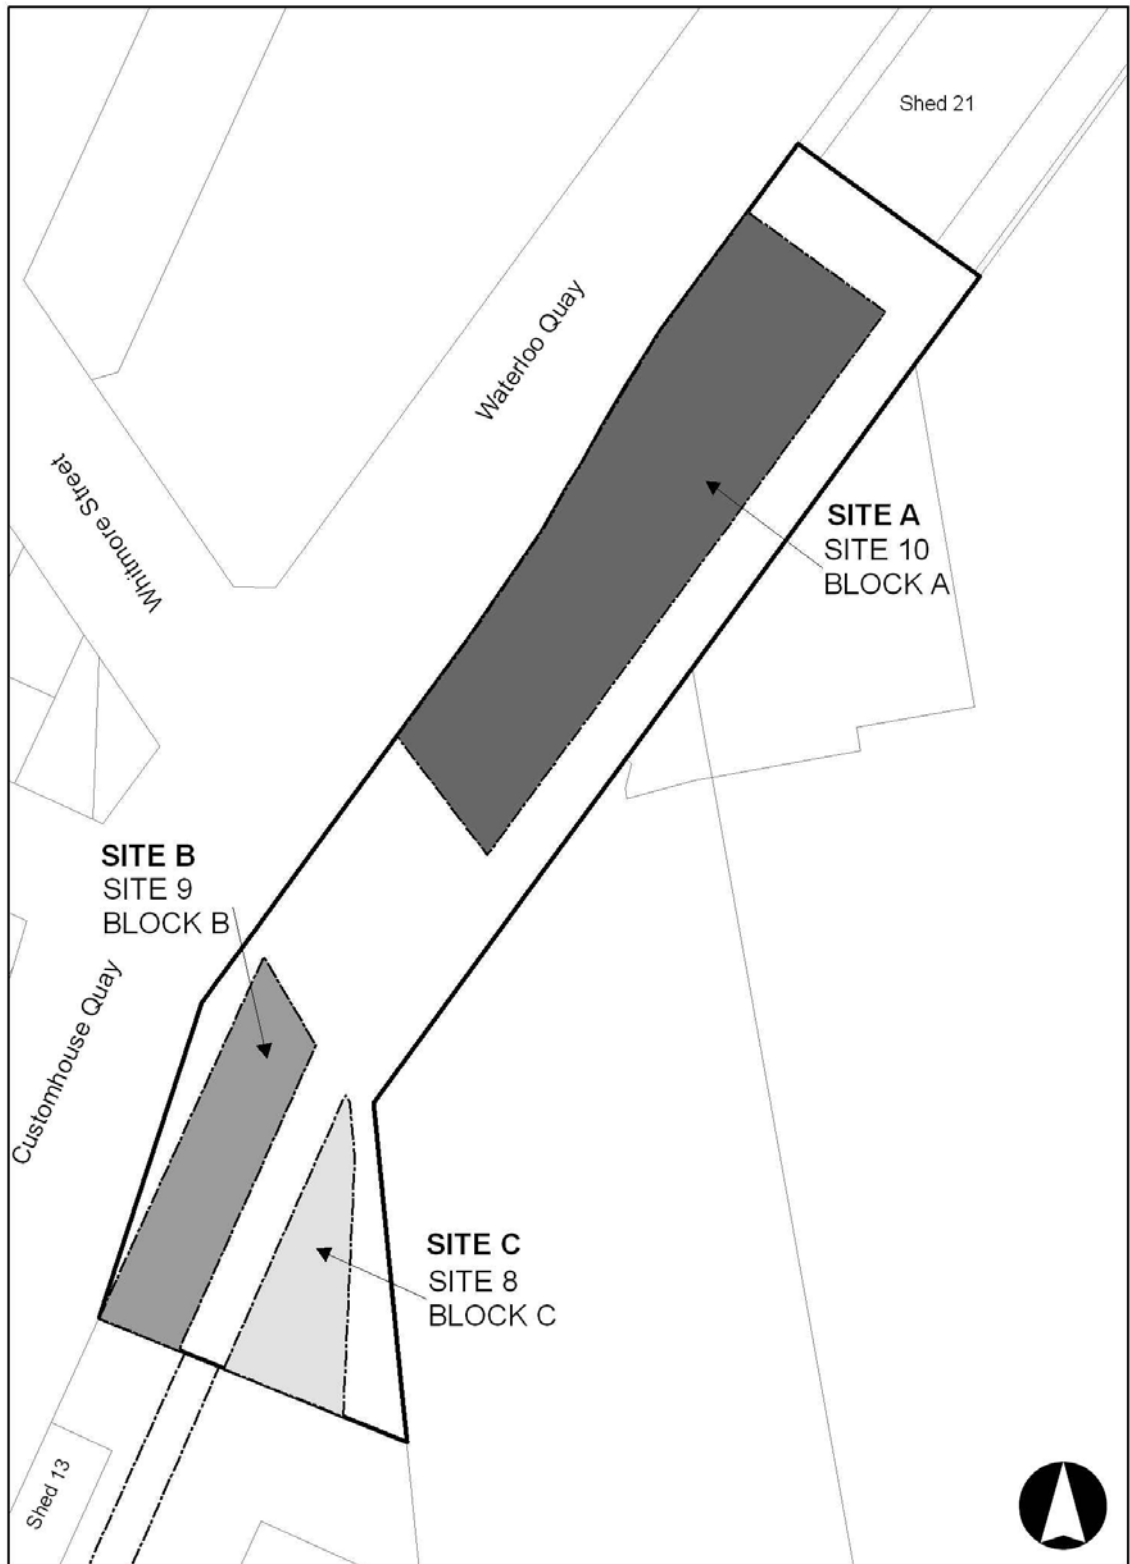 Shed 21
Waterloo Quay
Whitmore Street
SITE A
SITE 10
BLOCK A
SITE B
SITE 9
BLOCK B
Customhouse Quay
SITE C
SITE 8
BLOCK C
Shed 13